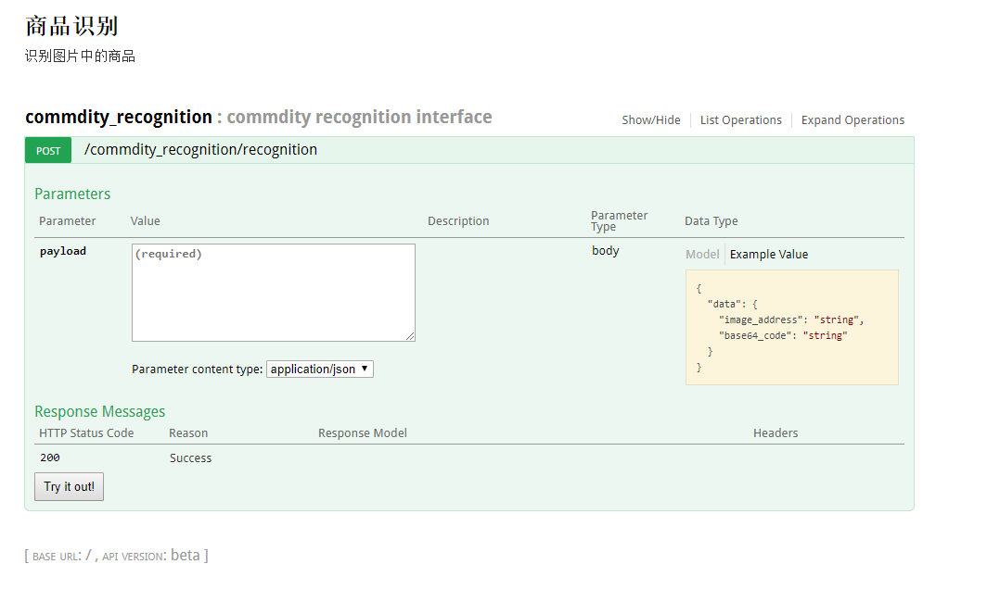 商品识别
识别图片中的商品
commdity_recognition : commdity recognition interface
Show/Hide
List Operations
Expand Operations
POST
/commdity_recognition/recognition
Parameters
Parameter
Value
Description
Parameter
Type
Data Type
payload
(required)
body
Model
Example Value
{
"data": {
"image_address": "string",
"base64_code": "string"
}
}
Parameter content type: application/json
Response Messages
HTTP Status Code
Reason
Response Model
Headers
200
Success
Try it out!
[ BASE URL: / , API VERSION: beta ]